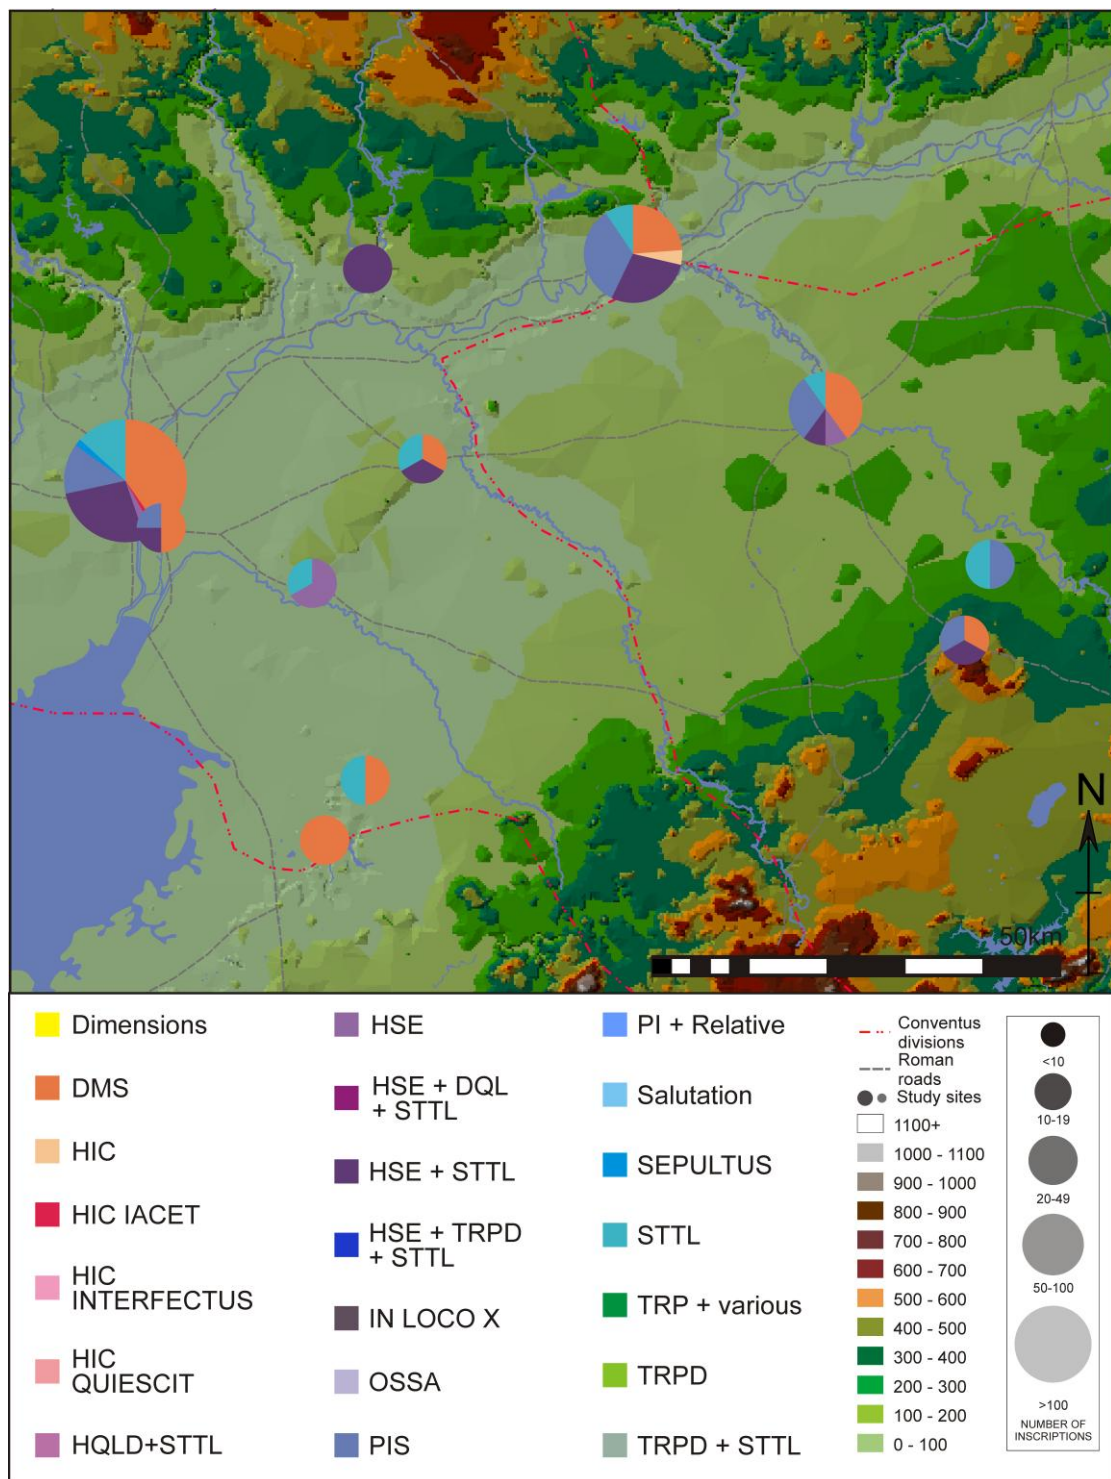 N
50km
Dimensions
DMS
HIC
HIC IACET
HIC
INTERFECTUS
HIC
QUIESCIT
HQLD+STTL
HSE
HSE + DQL
+ STTL
HSE + STTL
HSE + TRPD
+ STTL
IN LOCO X
OSSA
PIS
PI + Relative
Salutation
SEPULTUS
STTL
TRP + various
TRPD
TRPD + STTL
Conventus
divisions
Roman
roads
Study sites
1100+
1000 - 1100
900 - 1000
800 - 900
700 - 800
600 - 700
500 - 600
400 - 500
300 - 400
200 - 300
100 - 200
0 - 100
<10
10-19
20-49
50-100
>100
NUMBER OF
INSCRIPTIONS